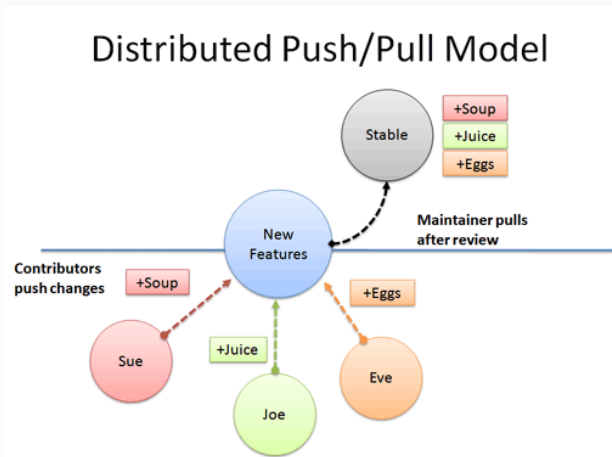 Distributed Push/Pull Model
+Soup
Stable
+Juice
+Eggs
New
Features
Maintainer pulls
after review
Contributors
push changes
+Soup
+Eggs
+Juice
Sue
Eve
Joe